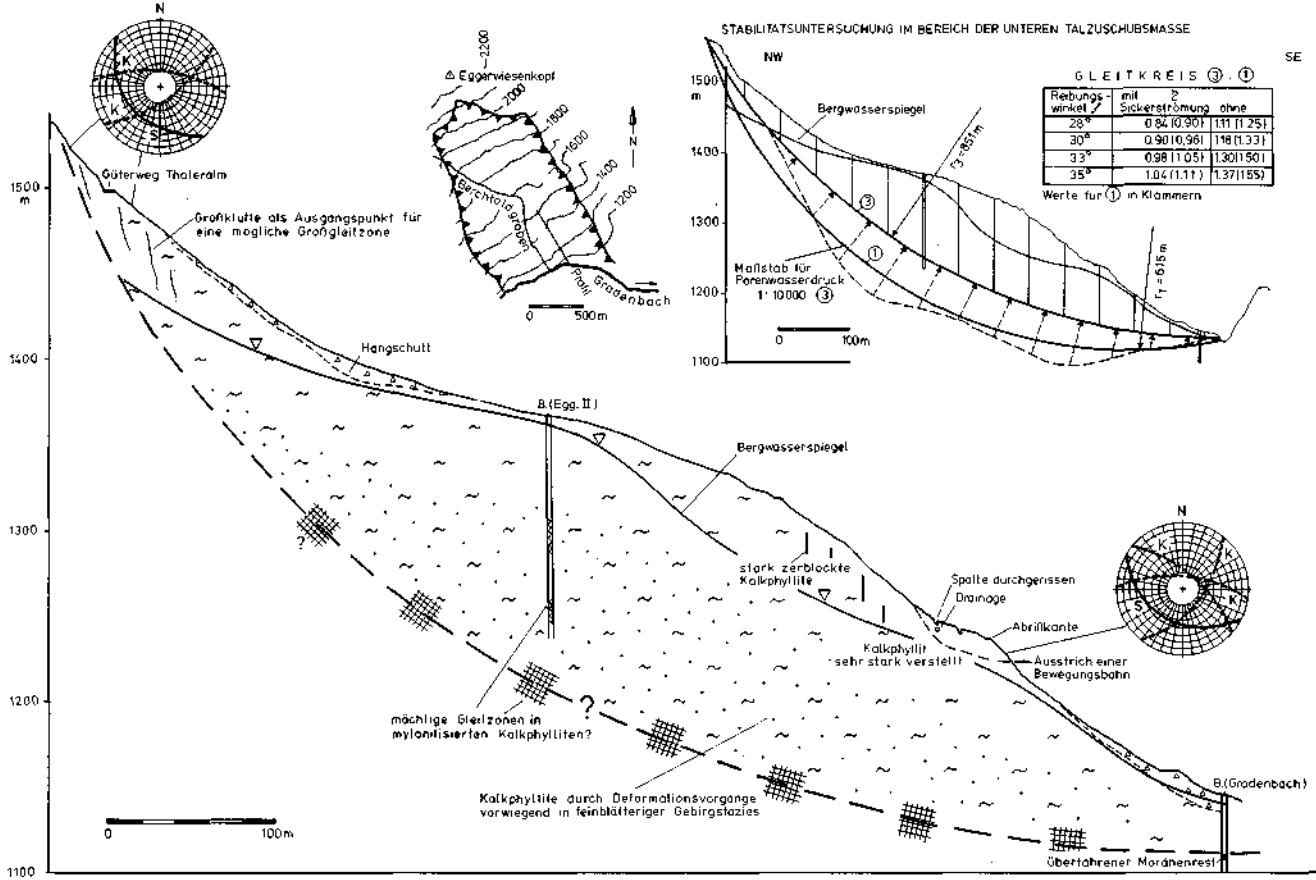 N
K
K
S
Güterweg Thaleralm
1500
m
Großklüfte als Ausgangspunkt für
eine mogliche Großgleitzone
1400
Hangschutt
B.(Egg. II)
1300
?
1200
1100
mächtige Gleitzonen in
mylonitisierten Kalkphylliten?
?
Kalkphyllite durch Deformationsvorgänge
vorwiegend in feinblättriger Gebirgsfazies
0
100m
Bergwasserspiegel
stark zerblockte
Kalkphyllite
Kalkphyllit
sehr stark verstellt
Spalte durchgerissen
Drainage
Abrißkante
Ausstrich einer
Bewegungsbahn
B.(Gradenbach)
überfahrener Moränenrest
N
K
K
K
S
2200
Eggerwiesenkopf
2000
1800
1600
1400
1200
N
Berchtoldgraben
Profil
Gradenbach
0
500m
STABILITATSUNTERSUCHUNG IM BEREICH DER UNTEREN TALZUSCHUBSMASSE
NW
SE
1500
m
1400
1300
1200
1100
Bergwasserspiegel
r3 = 851 m
③
①
r1 = 615 m
Maßstab für
Porenwasserdruck
1:10000 ③
0
100m
GLEITKREIS ③ . ①
Reibungs- mit
winkel Sickerströmung ohne
28° 0.84 (0.90) 1.11 (1.25)
30° 0.90 (0.96) 1.18 (1.33)
33° 0.98 (1.05) 1.30 (1.50)
35° 1.04 (1.11) 1.37 (1.55)
Werte für ① in Klammern